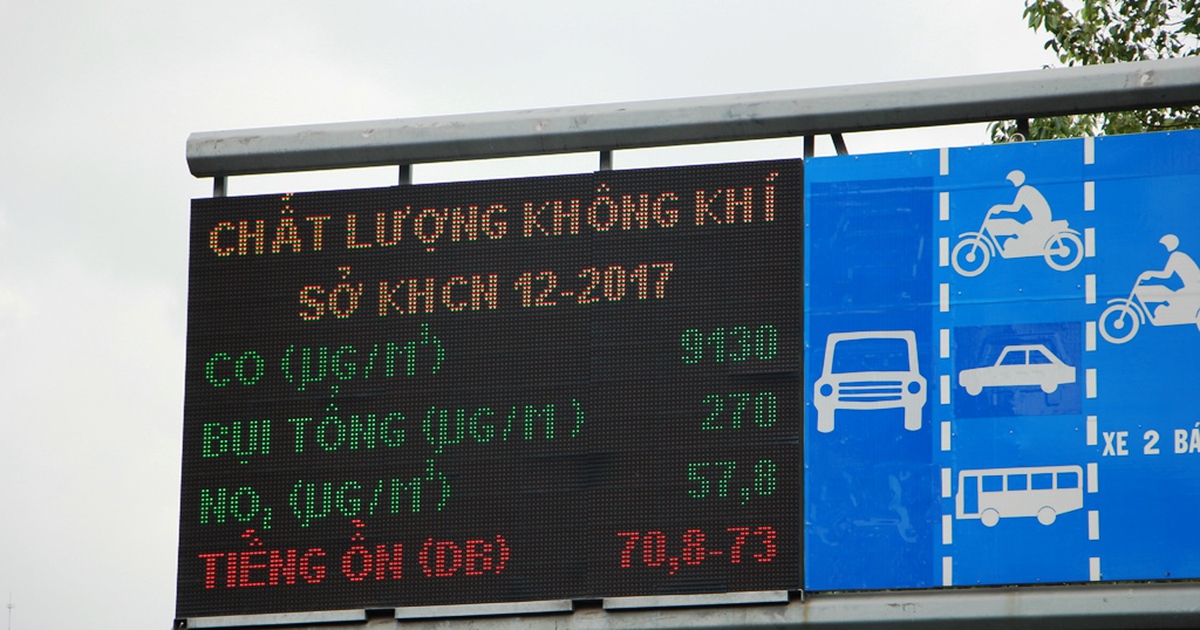 CHẤT LƯỢNG KHÔNG KHÍ
SỞ KHCN 12-2017
CO (µG/M³) 9130
BỤI TỔNG (µG/M ) 270
NO₂ (µG/M³) 57,8
TIẾNG ỒN (DB) 70,8-73
XE 2 BÁ